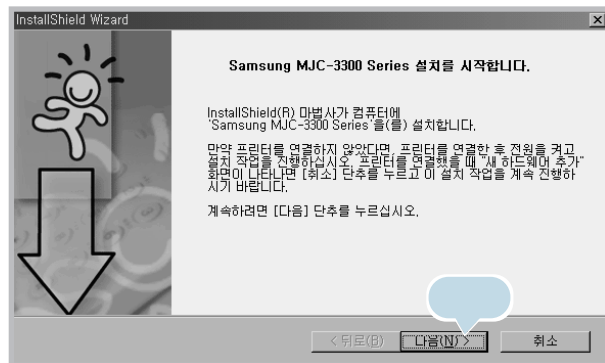 InstallShield Wizard
Samsung MJC-3300 Series 설치를 시작합니다.
InstallShield(R) 마법사가 컴퓨터에
'Samsung MJC-3300 Series'을(를) 설치합니다.
만약 프린터를 연결하지 않았다면, 프린터를 연결한 후 전원을 켜고
설치 작업을 진행하십시오. 프린터를 연결했을 때 "새 하드웨어 추가"
화면이 나타나면 [취소] 단추를 누르고 이 설치 작업을 계속 진행하
시기 바랍니다.
계속하려면 [다음] 단추를 누르십시오.
< 뒤로(B) 다음(N) > 취소